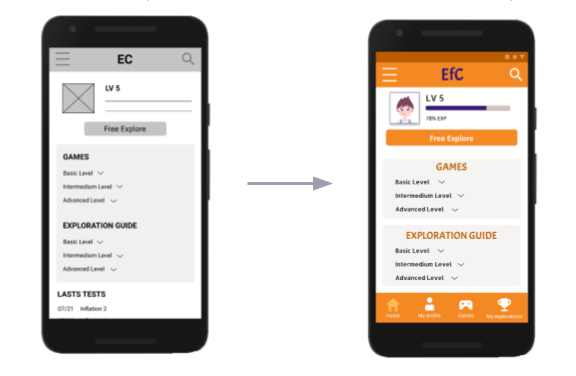 EC
LV 5
Free Explore
GAMES
Basic Level
Intermedium Level
Advanced Level
EXPLORATION GUIDE
Basic Level
Intermedium Level
Advanced Level
LASTS TESTS
07/21 Inflation 2
EfC
LV 5
78% EXP
Free Explore
GAMES
Basic Level
Intermedium Level
Advanced Level
EXPLORATION GUIDE
Basic Level
Intermedium Level
Advanced Level
Home
My profile
Games
My explorations